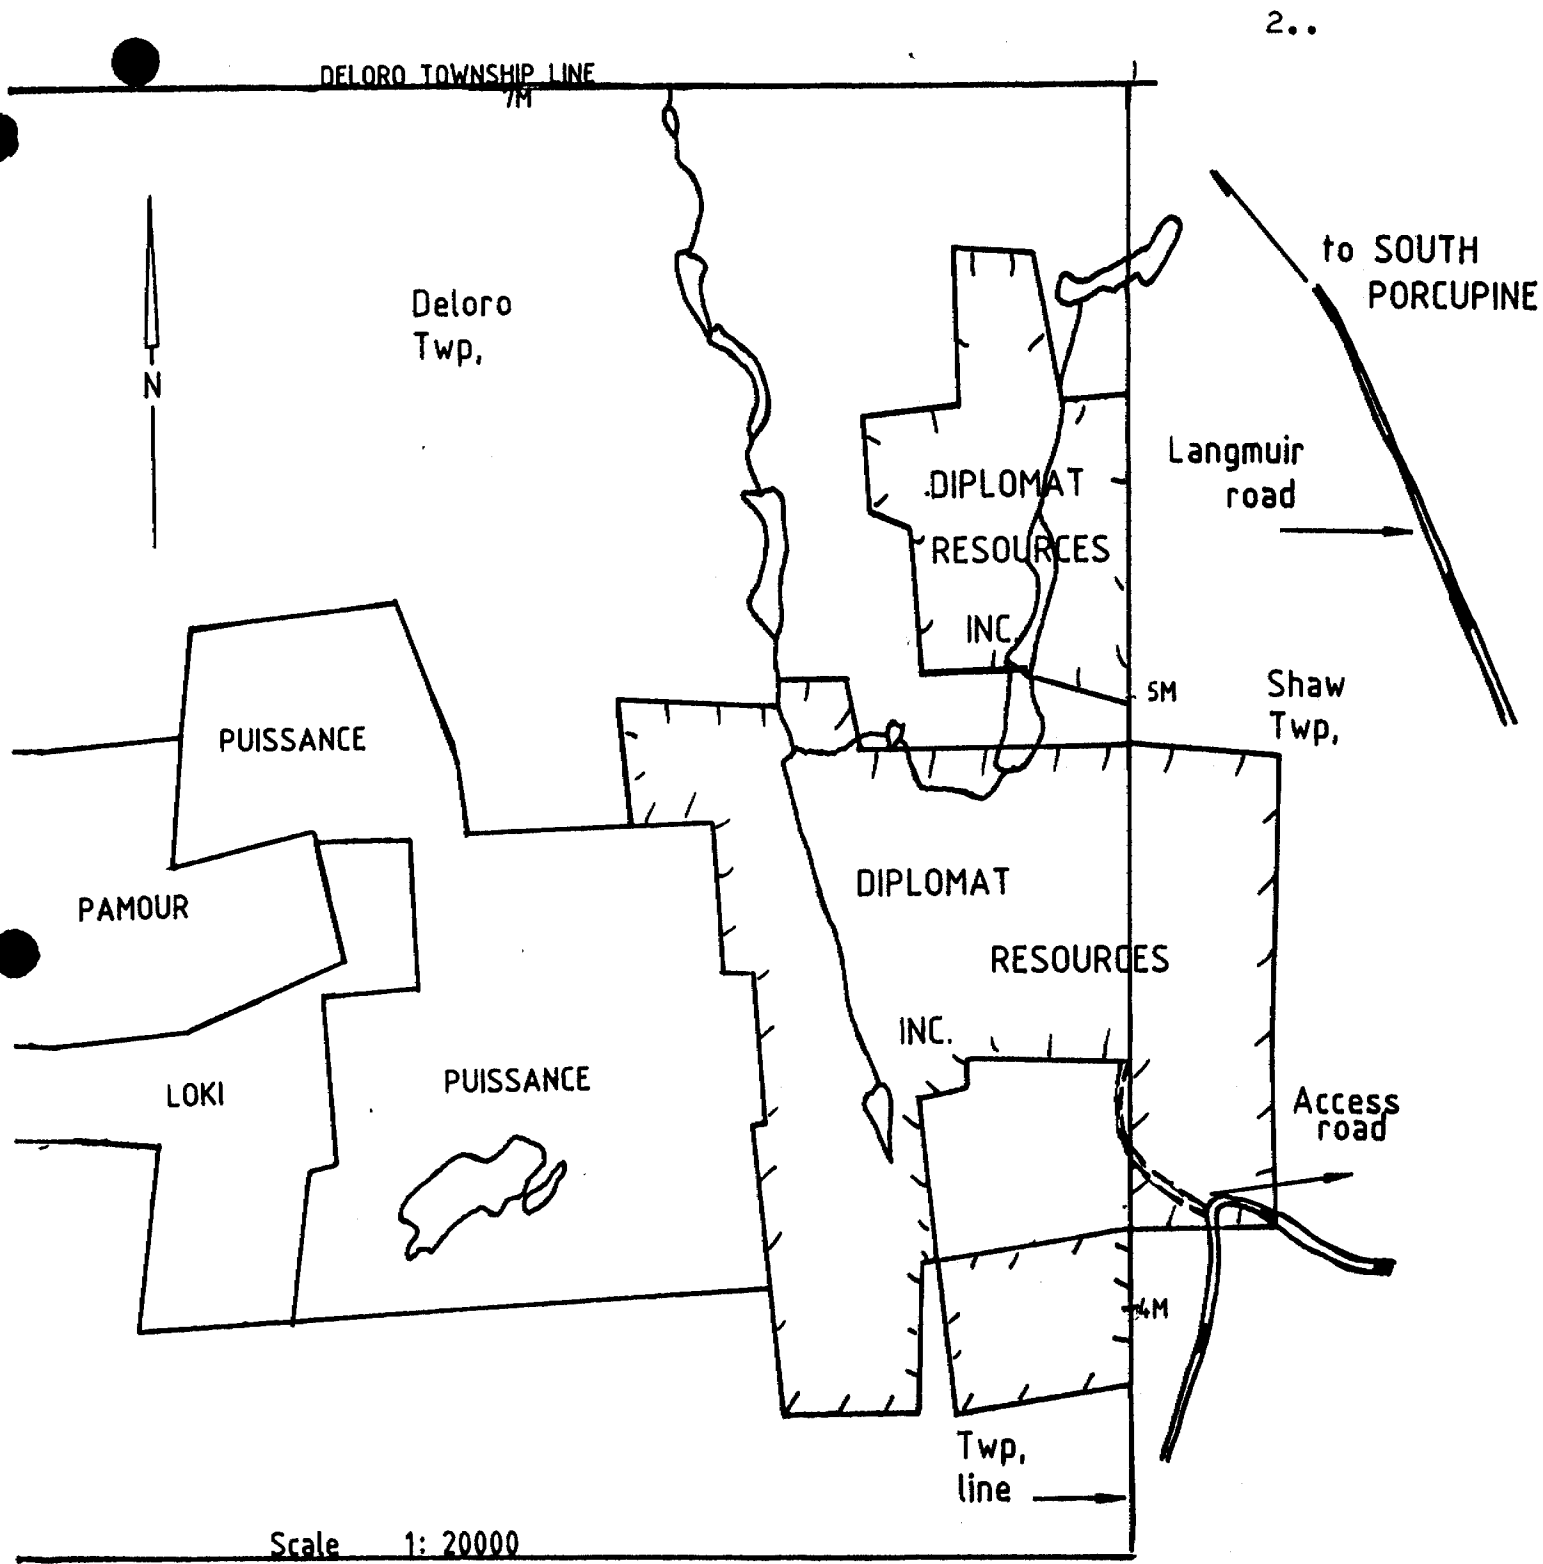 2..
DELORO TOWNSHIP LINE
7M
to SOUTH
PORCUPINE
Deloro
Twp,
N
Langmuir
road
DIPLOMAT
RESOURCES
INC.
5M
Shaw
Twp,
PUISSANCE
DIPLOMAT
PAMOUR
RESOURCES
INC.
PUISSANCE
LOKI
Access
road
4M
Twp,
line
Scale 1: 20000